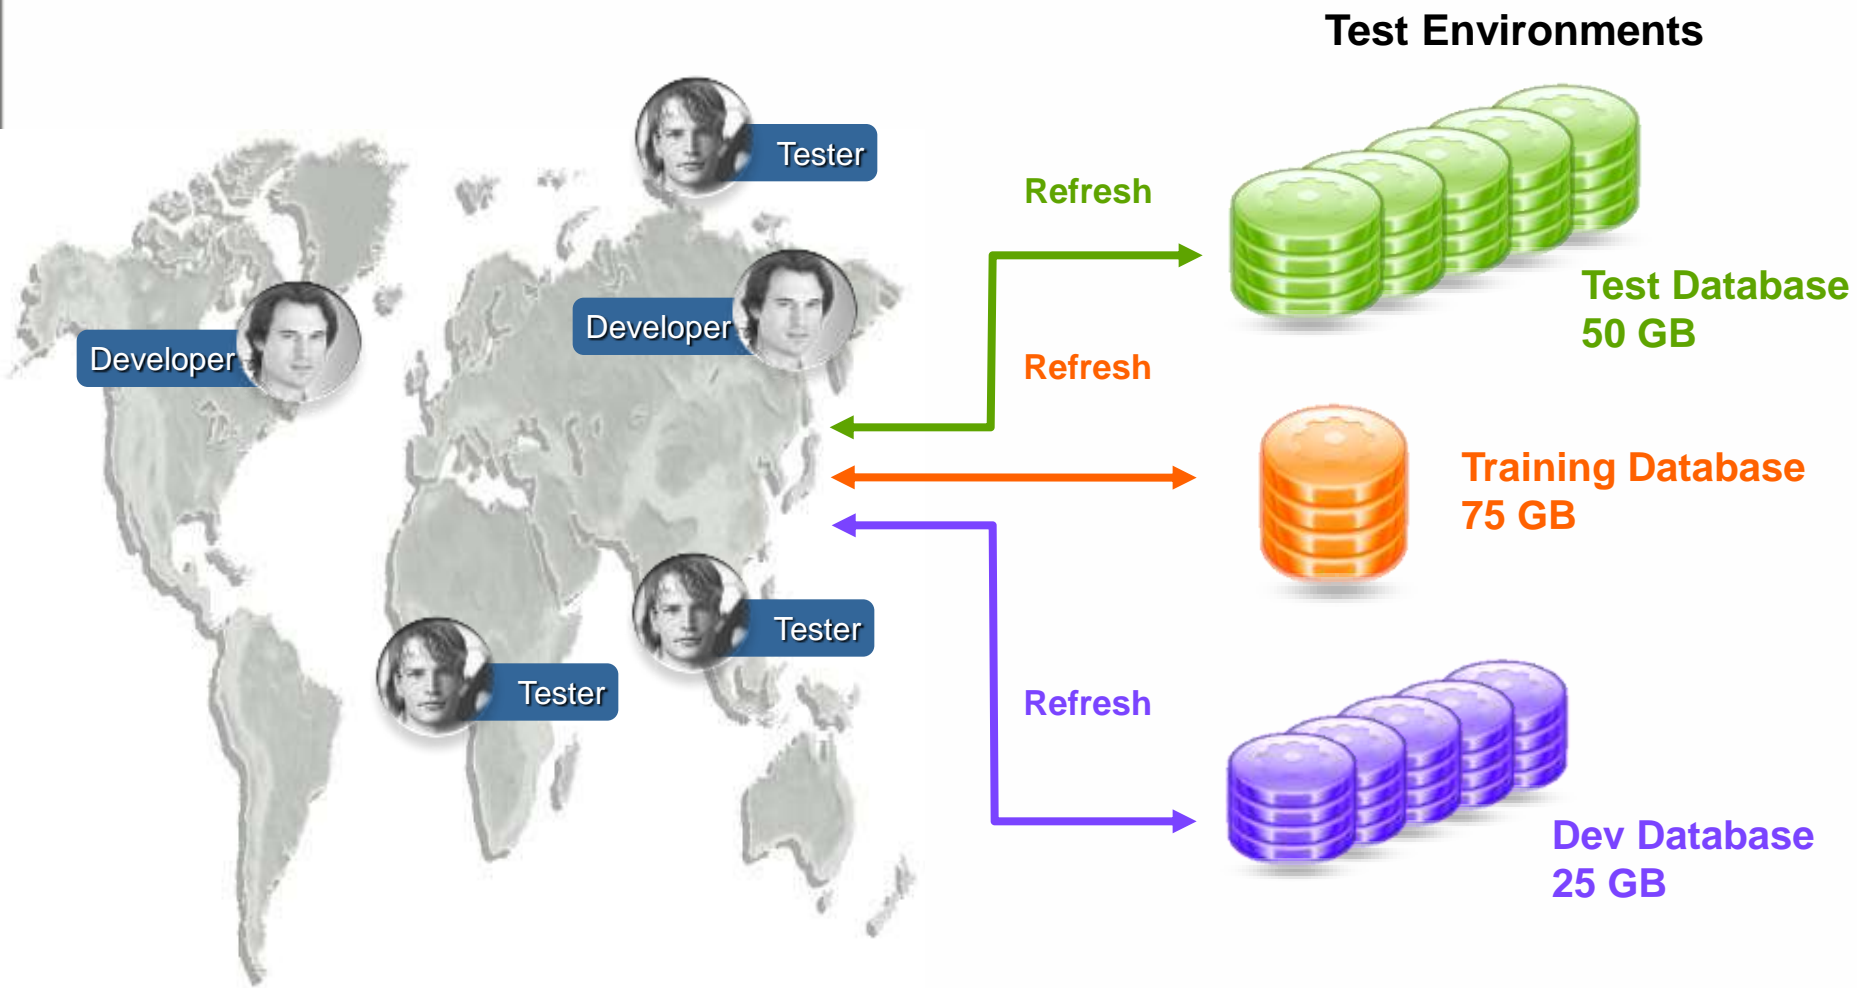 Test Environments
Tester
Refresh
Developer
Developer
Test Database
50 GB
Refresh
Training Database
75 GB
Tester
Tester
Refresh
Dev Database
25 GB